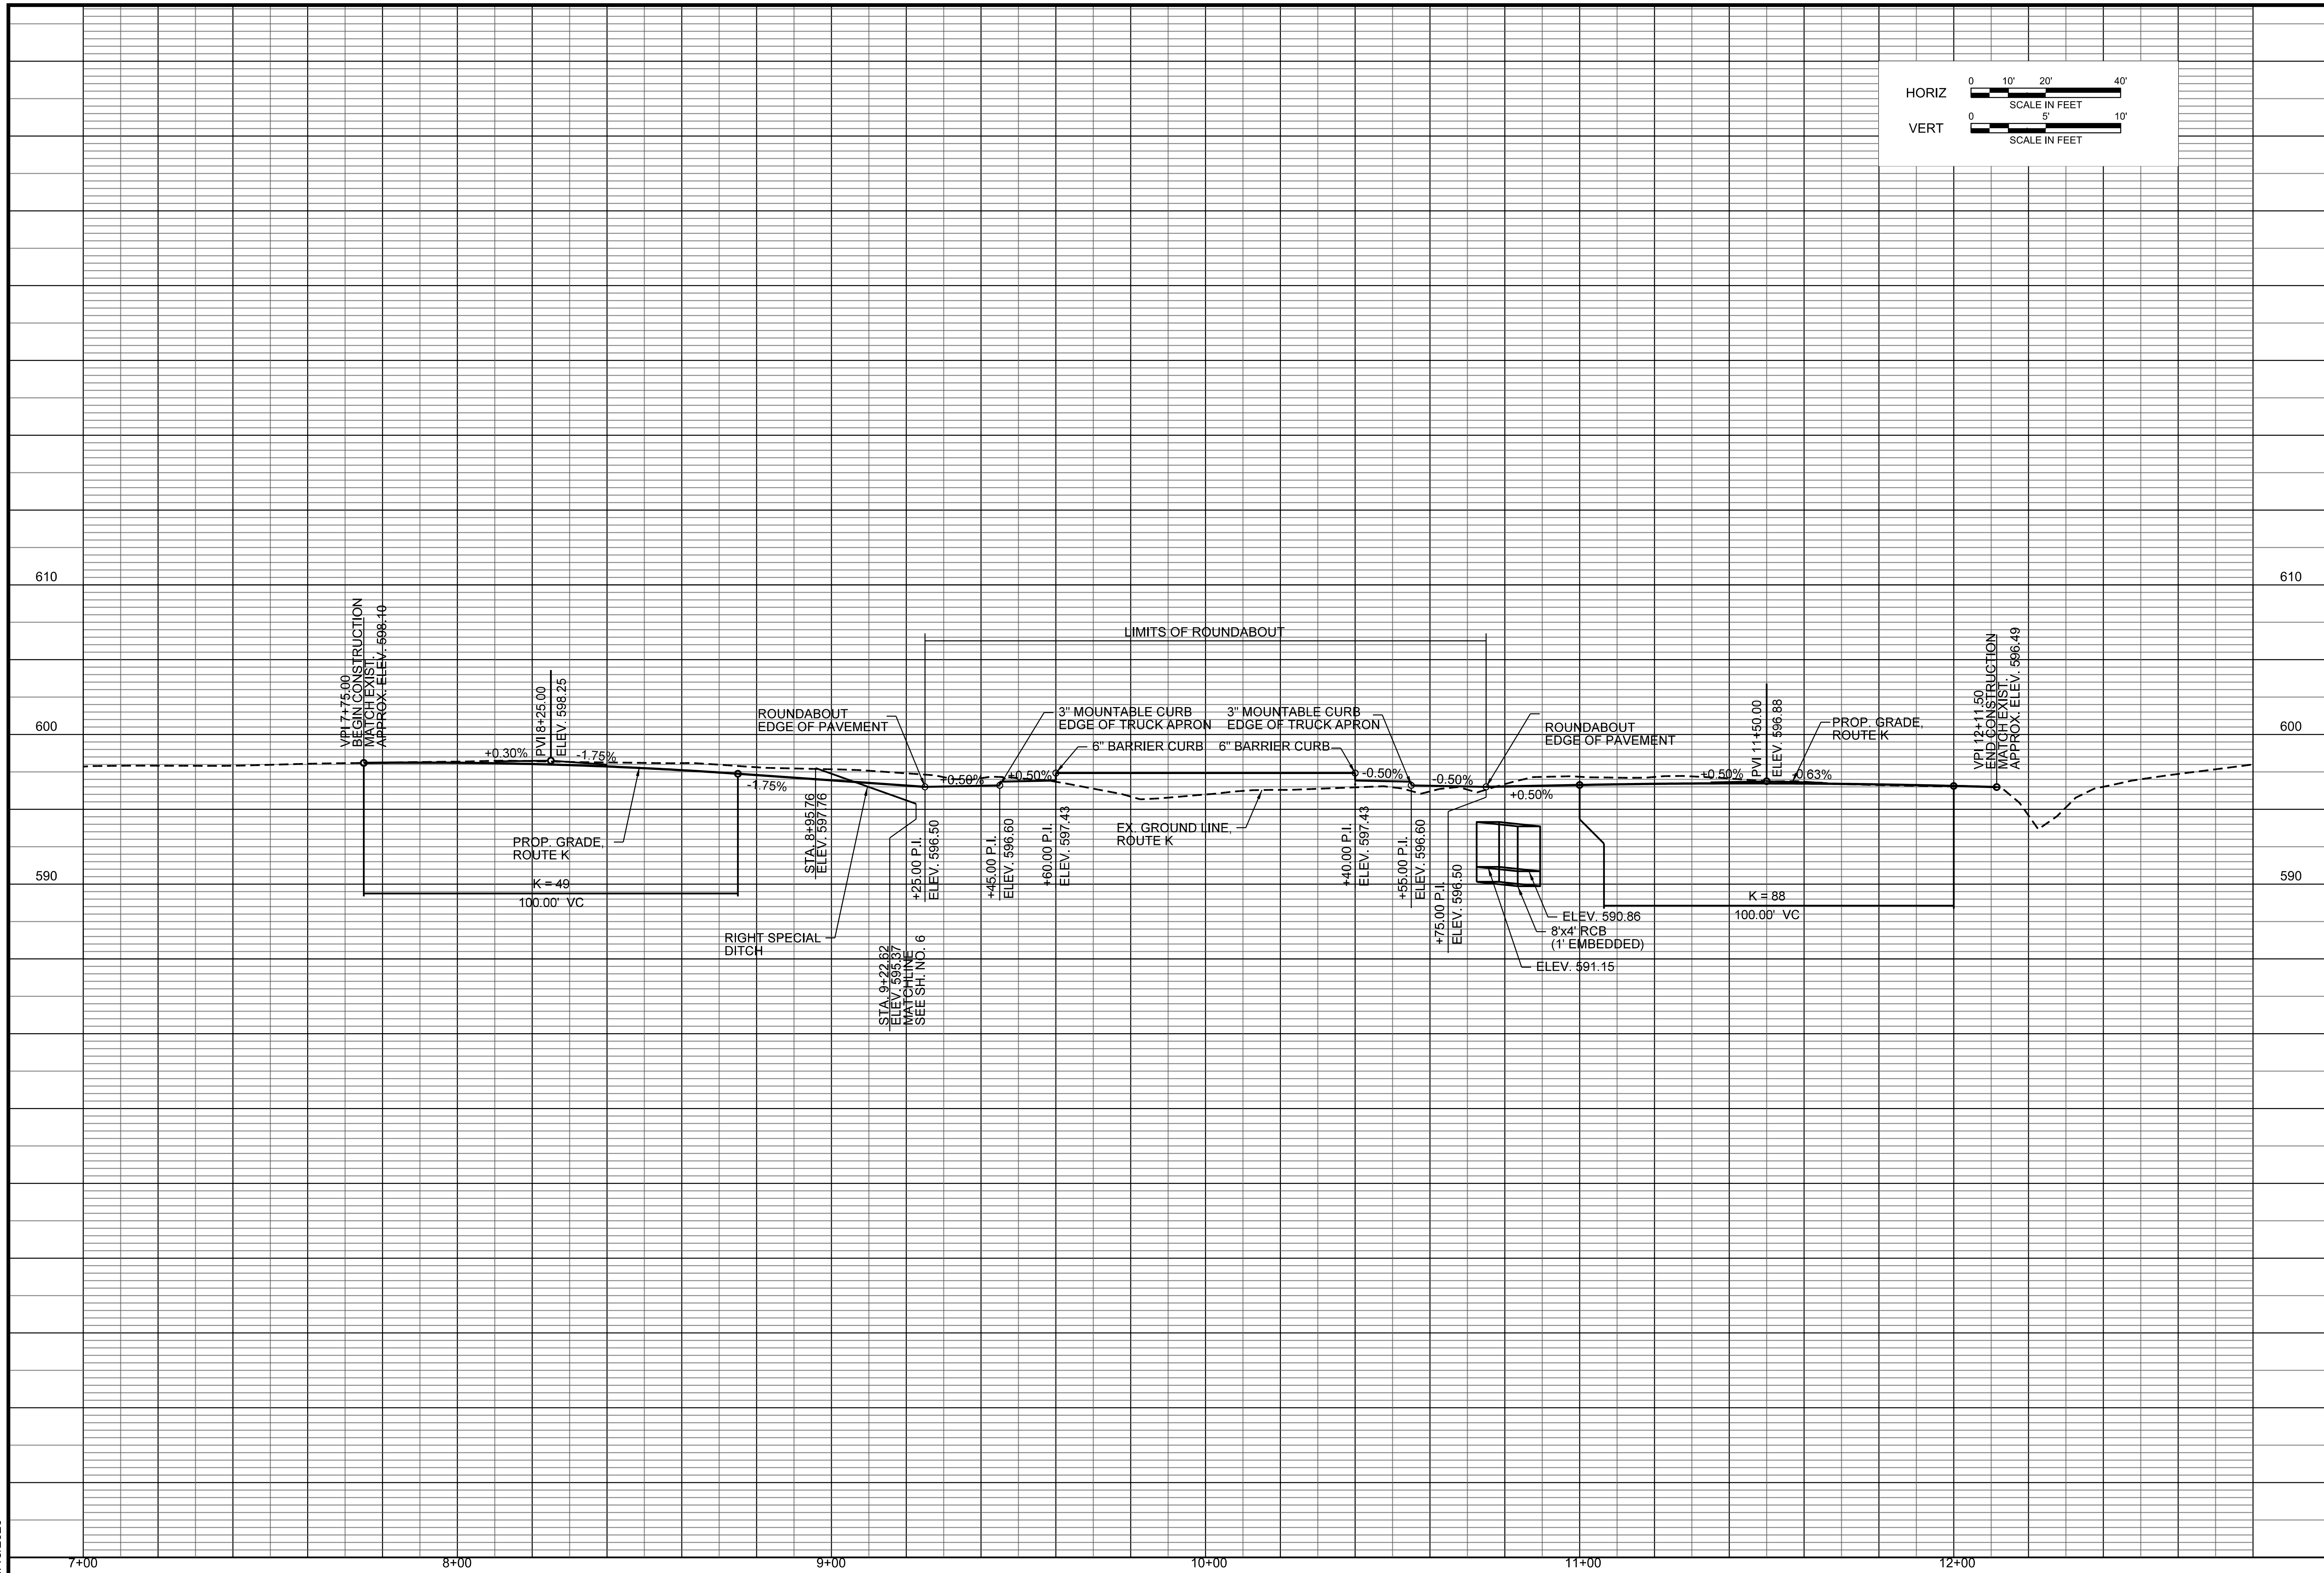 HORIZ
0 10' 20' 40'
SCALE IN FEET
VERT
0 5' 10'
SCALE IN FEET
610
610
600
600
590
590
VPI 7+75.00
BEGIN CONSTRUCTION
MATCH EXIST.
APPROX. ELEV. 598.10
+0.30%
PVI 8+25.00
ELEV. 598.25
-1.75%
PROP. GRADE,
ROUTE K
K = 49
100.00' VC
-1.75%
ROUNDABOUT
EDGE OF PAVEMENT
STA. 8+95.76
ELEV. 597.76
RIGHT SPECIAL
DITCH
STA. 9+22.62
ELEV. 595.37
MATCHLINE
SEE SH. NO. 6
+25.00 P.I.
ELEV. 596.50
+0.50%
+45.00 P.I.
ELEV. 596.60
+0.50%
+60.00 P.I.
ELEV. 597.43
LIMITS OF ROUNDABOUT
3" MOUNTABLE CURB
EDGE OF TRUCK APRON
6" BARRIER CURB
3" MOUNTABLE CURB
EDGE OF TRUCK APRON
6" BARRIER CURB
EX. GROUND LINE,
ROUTE K
+40.00 P.I.
ELEV. 597.43
-0.50%
+55.00 P.I.
ELEV. 596.60
-0.50%
+75.00 P.I.
ELEV. 596.50
ROUNDABOUT
EDGE OF PAVEMENT
+0.50%
ELEV. 590.86
8'x4' RCB
(1' EMBEDDED)
ELEV. 591.15
+0.50%
PVI 11+50.00
ELEV. 596.88
-0.63%
PROP. GRADE,
ROUTE K
K = 88
100.00' VC
VPI 12+11.50
END CONSTRUCTION
MATCH EXIST.
APPROX. ELEV. 596.49
7+00
8+00
9+00
10+00
11+00
12+00